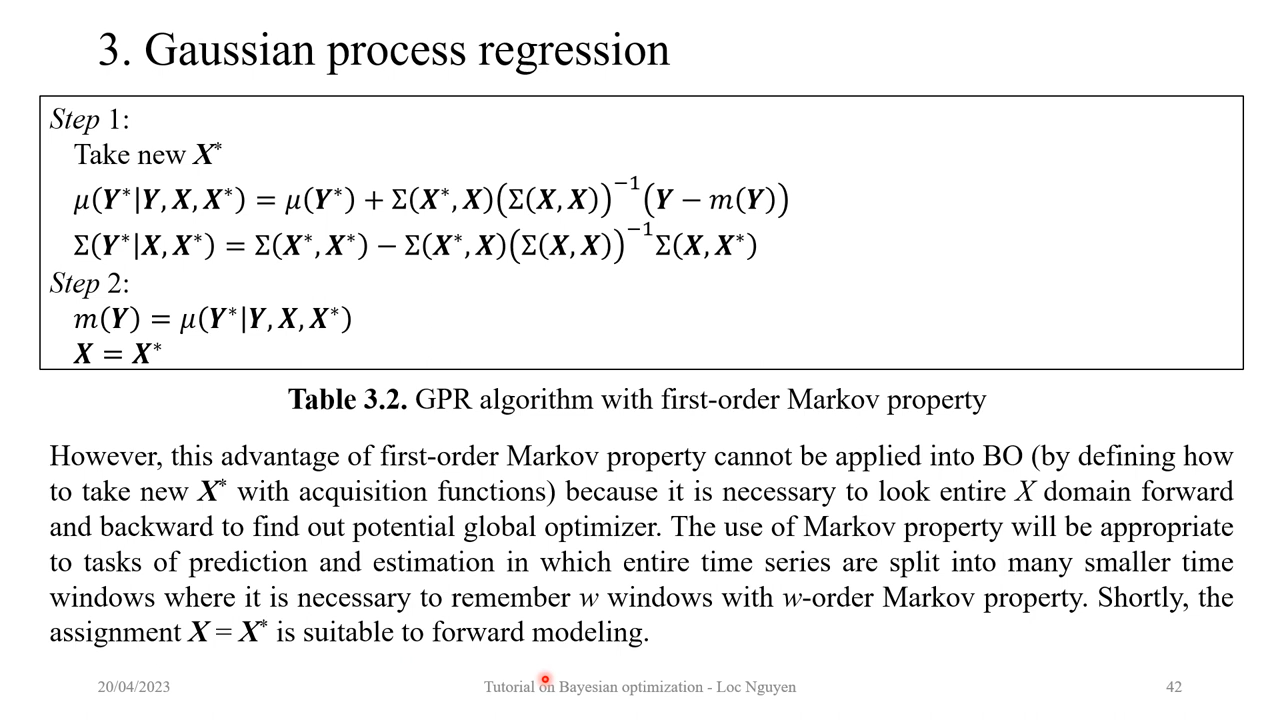 3. Gaussian process regression
Step 1:
Take new X*
μ(Y*|Y, X, X*) = μ(Y*) + Σ(X*, X)(Σ(X, X))⁻¹(Y − m(Y))
Σ(Y*|X, X*) = Σ(X*, X*) − Σ(X*, X)(Σ(X, X))⁻¹Σ(X, X*)
Step 2:
m(Y) = μ(Y*|Y, X, X*)
X = X*
Table 3.2. GPR algorithm with first-order Markov property
However, this advantage of first-order Markov property cannot be applied into BO (by defining how
to take new X* with acquisition functions) because it is necessary to look entire X domain forward
and backward to find out potential global optimizer. The use of Markov property will be appropriate
to tasks of prediction and estimation in which entire time series are split into many smaller time
windows where it is necessary to remember w windows with w-order Markov property. Shortly, the
assignment X = X* is suitable to forward modeling.
20/04/2023 Tutorial on Bayesian optimization - Loc Nguyen 42